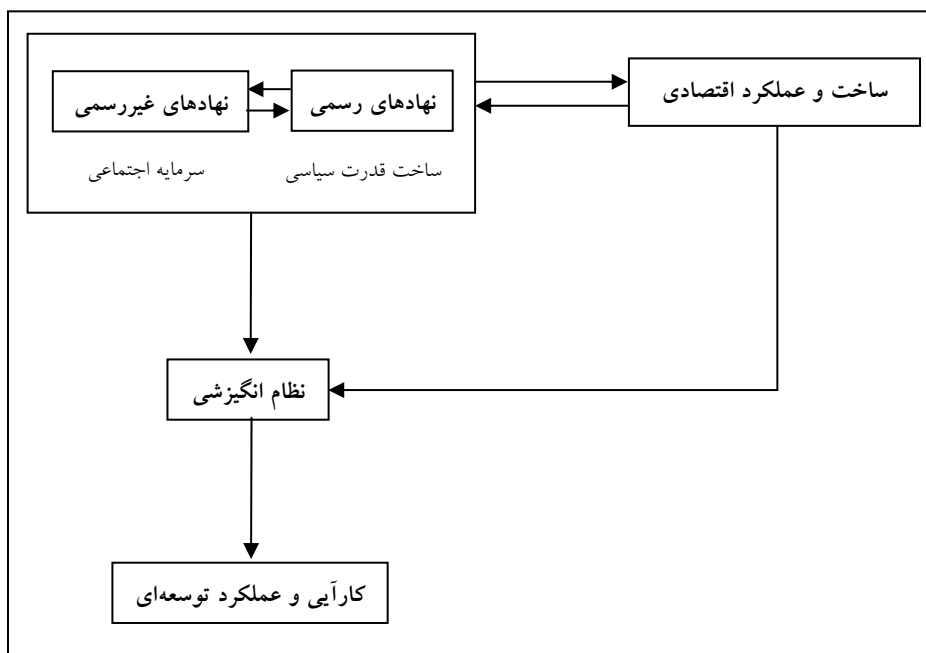 ساخت و عملکرد اقتصادی
نهادهای رسمی
نهادهای غیررسمی
ساخت قدرت سیاسی
سرمایه اجتماعی
نظام انگیزشی
کارآیی و عملکرد توسعه‌ای